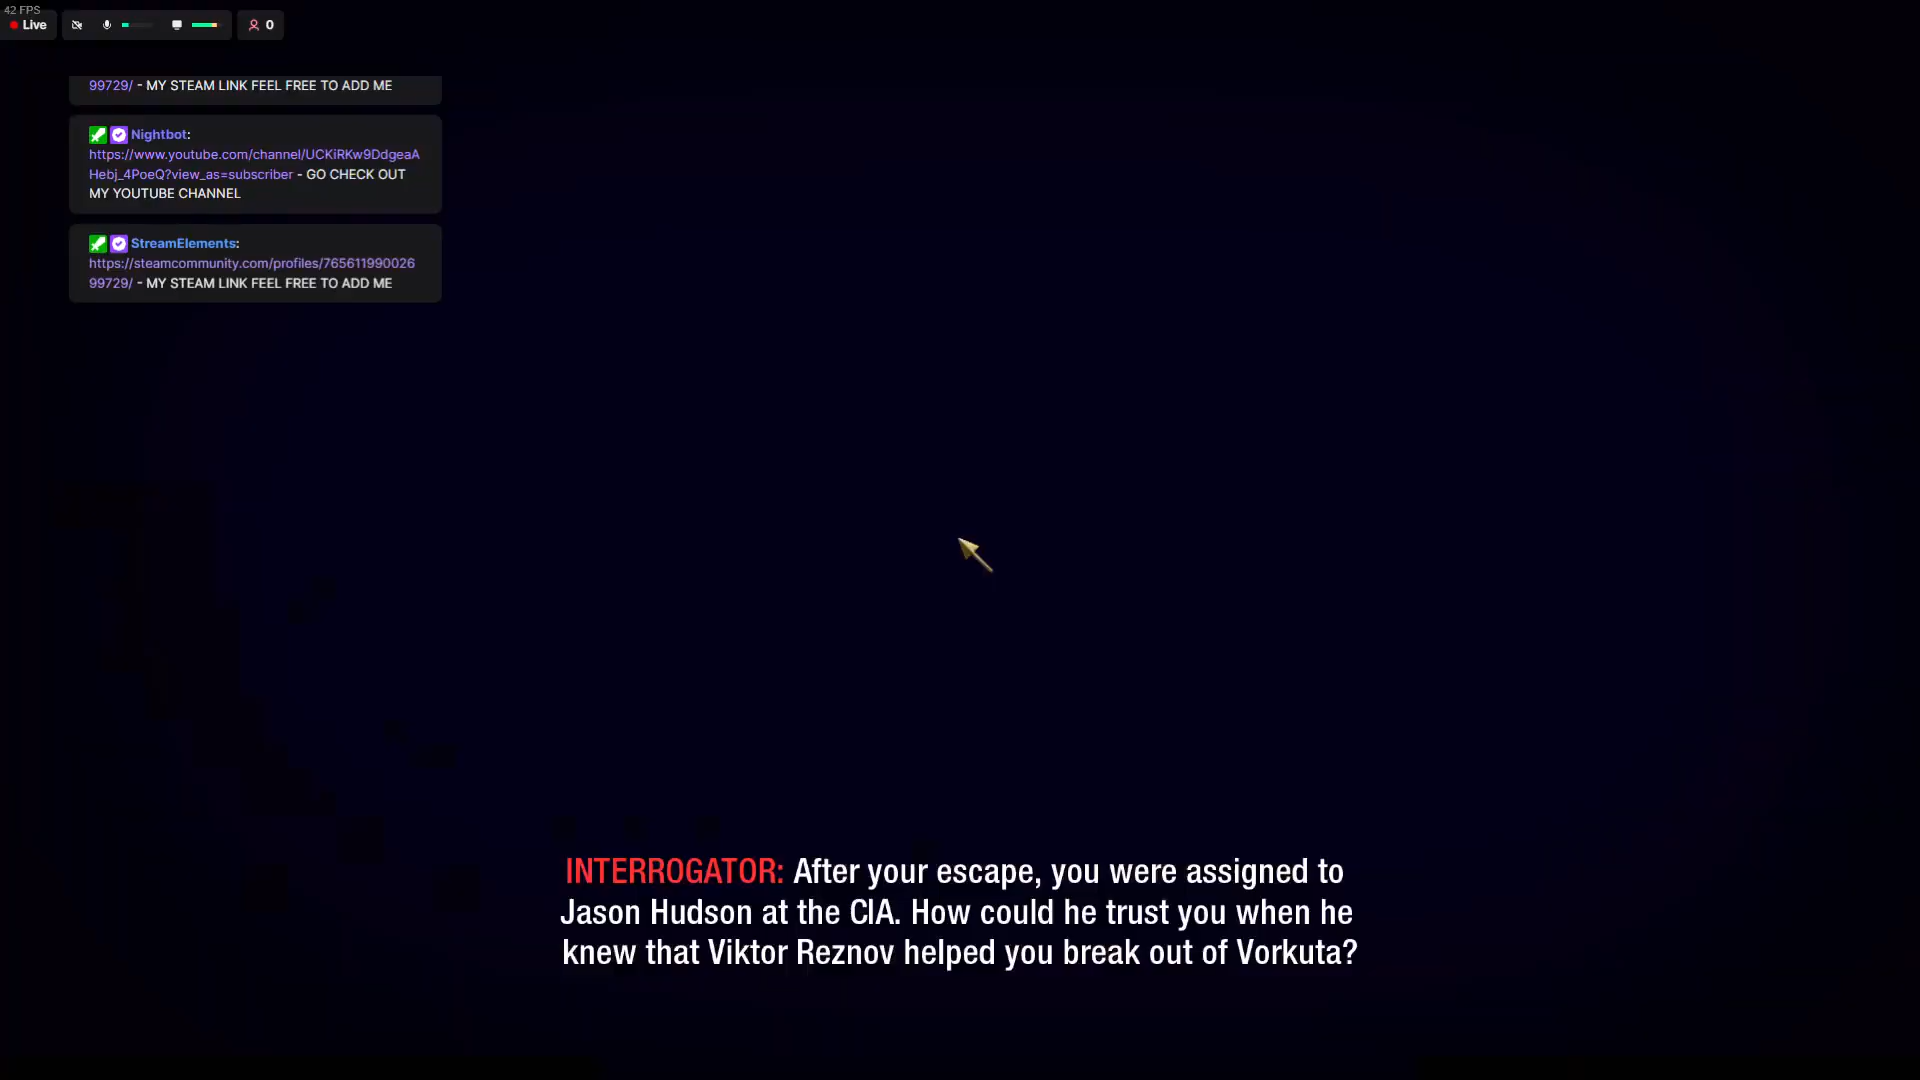 42 FPS
Live
0
99729/ - MY STEAM LINK FEEL FREE TO ADD ME
Nightbot:
https://www.youtube.com/channel/UCKiRKw9DdgeaA
Hebj_4PoeQ?view_as=subscriber - GO CHECK OUT
MY YOUTUBE CHANNEL
StreamElements:
https://steamcommunity.com/profiles/765611990026
99729/ - MY STEAM LINK FEEL FREE TO ADD ME
INTERROGATOR: After your escape, you were assigned to
Jason Hudson at the CIA. How could he trust you when he
knew that Viktor Reznov helped you break out of Vorkuta?